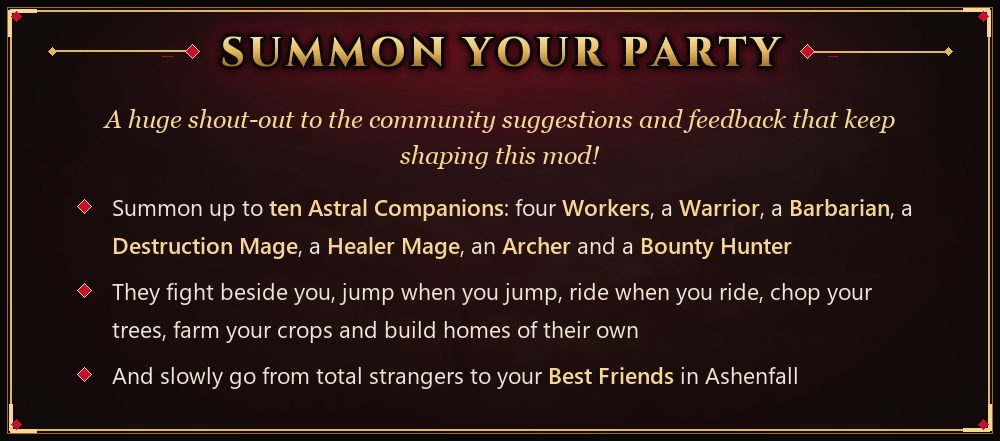 SUMMON YOUR PARTY
A huge shout-out to the community suggestions and feedback that keep
shaping this mod!
Summon up to ten Astral Companions: four Workers, a Warrior, a Barbarian, a
Destruction Mage, a Healer Mage, an Archer and a Bounty Hunter
They fight beside you, jump when you jump, ride when you ride, chop your
trees, farm your crops and build homes of their own
And slowly go from total strangers to your Best Friends in Ashenfall